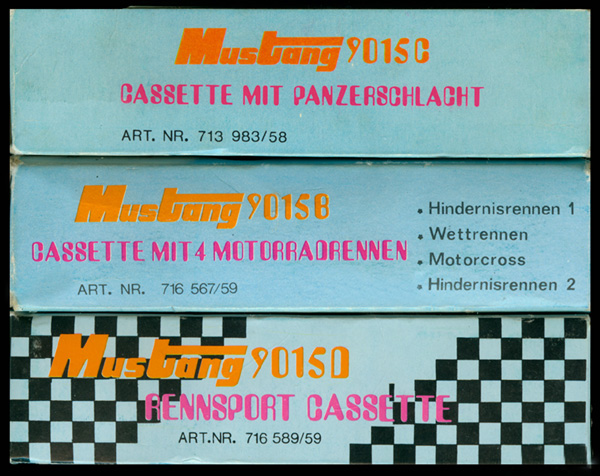 Mustang 9015C
CASSETTE MIT PANZERSCHLACHT
ART. NR. 713 983/58
Mustang 9015B
CASSETTE MIT 4 MOTORRADRENNEN
ART. NR. 716 567/59
• Hindernisrennen 1
• Wettrennen
• Motorcross
• Hindernisrennen 2
Mustang 9015D
RENNSPORT CASSETTE
ART.NR. 716 589/59